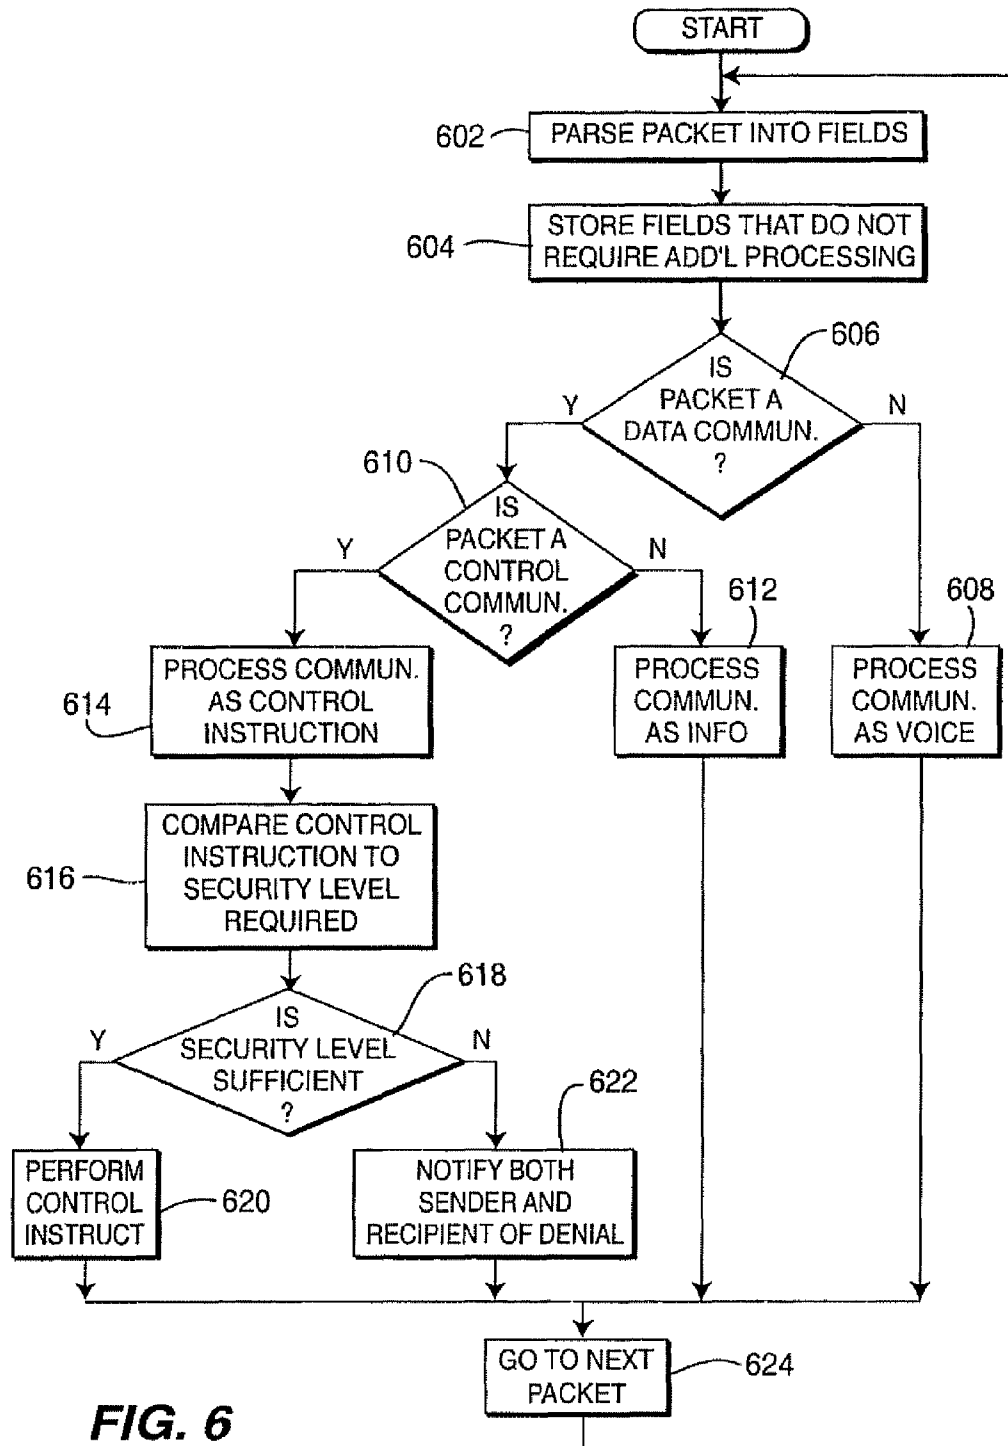 START
602
PARSE PACKET INTO FIELDS
604
STORE FIELDS THAT DO NOT
REQUIRE ADD'L PROCESSING
606
IS
PACKET A
DATA COMMUN.
?
Y
N
610
IS
PACKET A
CONTROL
COMMUN.
?
Y
N
614
PROCESS COMMUN.
AS CONTROL
INSTRUCTION
612
PROCESS
COMMUN.
AS INFO
608
PROCESS
COMMUN.
AS VOICE
616
COMPARE CONTROL
INSTRUCTION TO
SECURITY LEVEL
REQUIRED
618
IS
SECURITY LEVEL
SUFFICIENT
?
Y
N
620
PERFORM
CONTROL
INSTRUCT
622
NOTIFY BOTH
SENDER AND
RECIPIENT OF DENIAL
GO TO NEXT
PACKET
624
FIG. 6